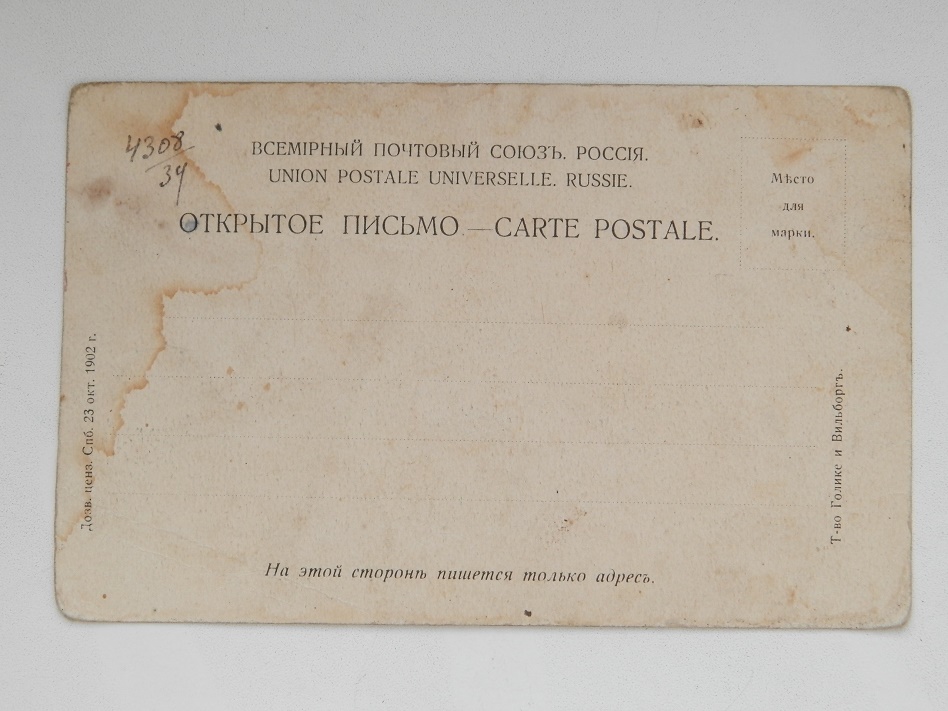 4308
34
ВСЕМІРНЫЙ ПОЧТОВЫЙ СОЮЗЪ. РОССІЯ.
UNION POSTALE UNIVERSELLE. RUSSIE.
ОТКРЫТОЕ ПИСЬМО.—CARTE POSTALE.
Мѣсто
для
марки.
Дозв. ценз. Спб. 23 окт. 1902 г.
Т-во Голике и Вильборгъ.
На этой сторонѣ пишется только адресъ.